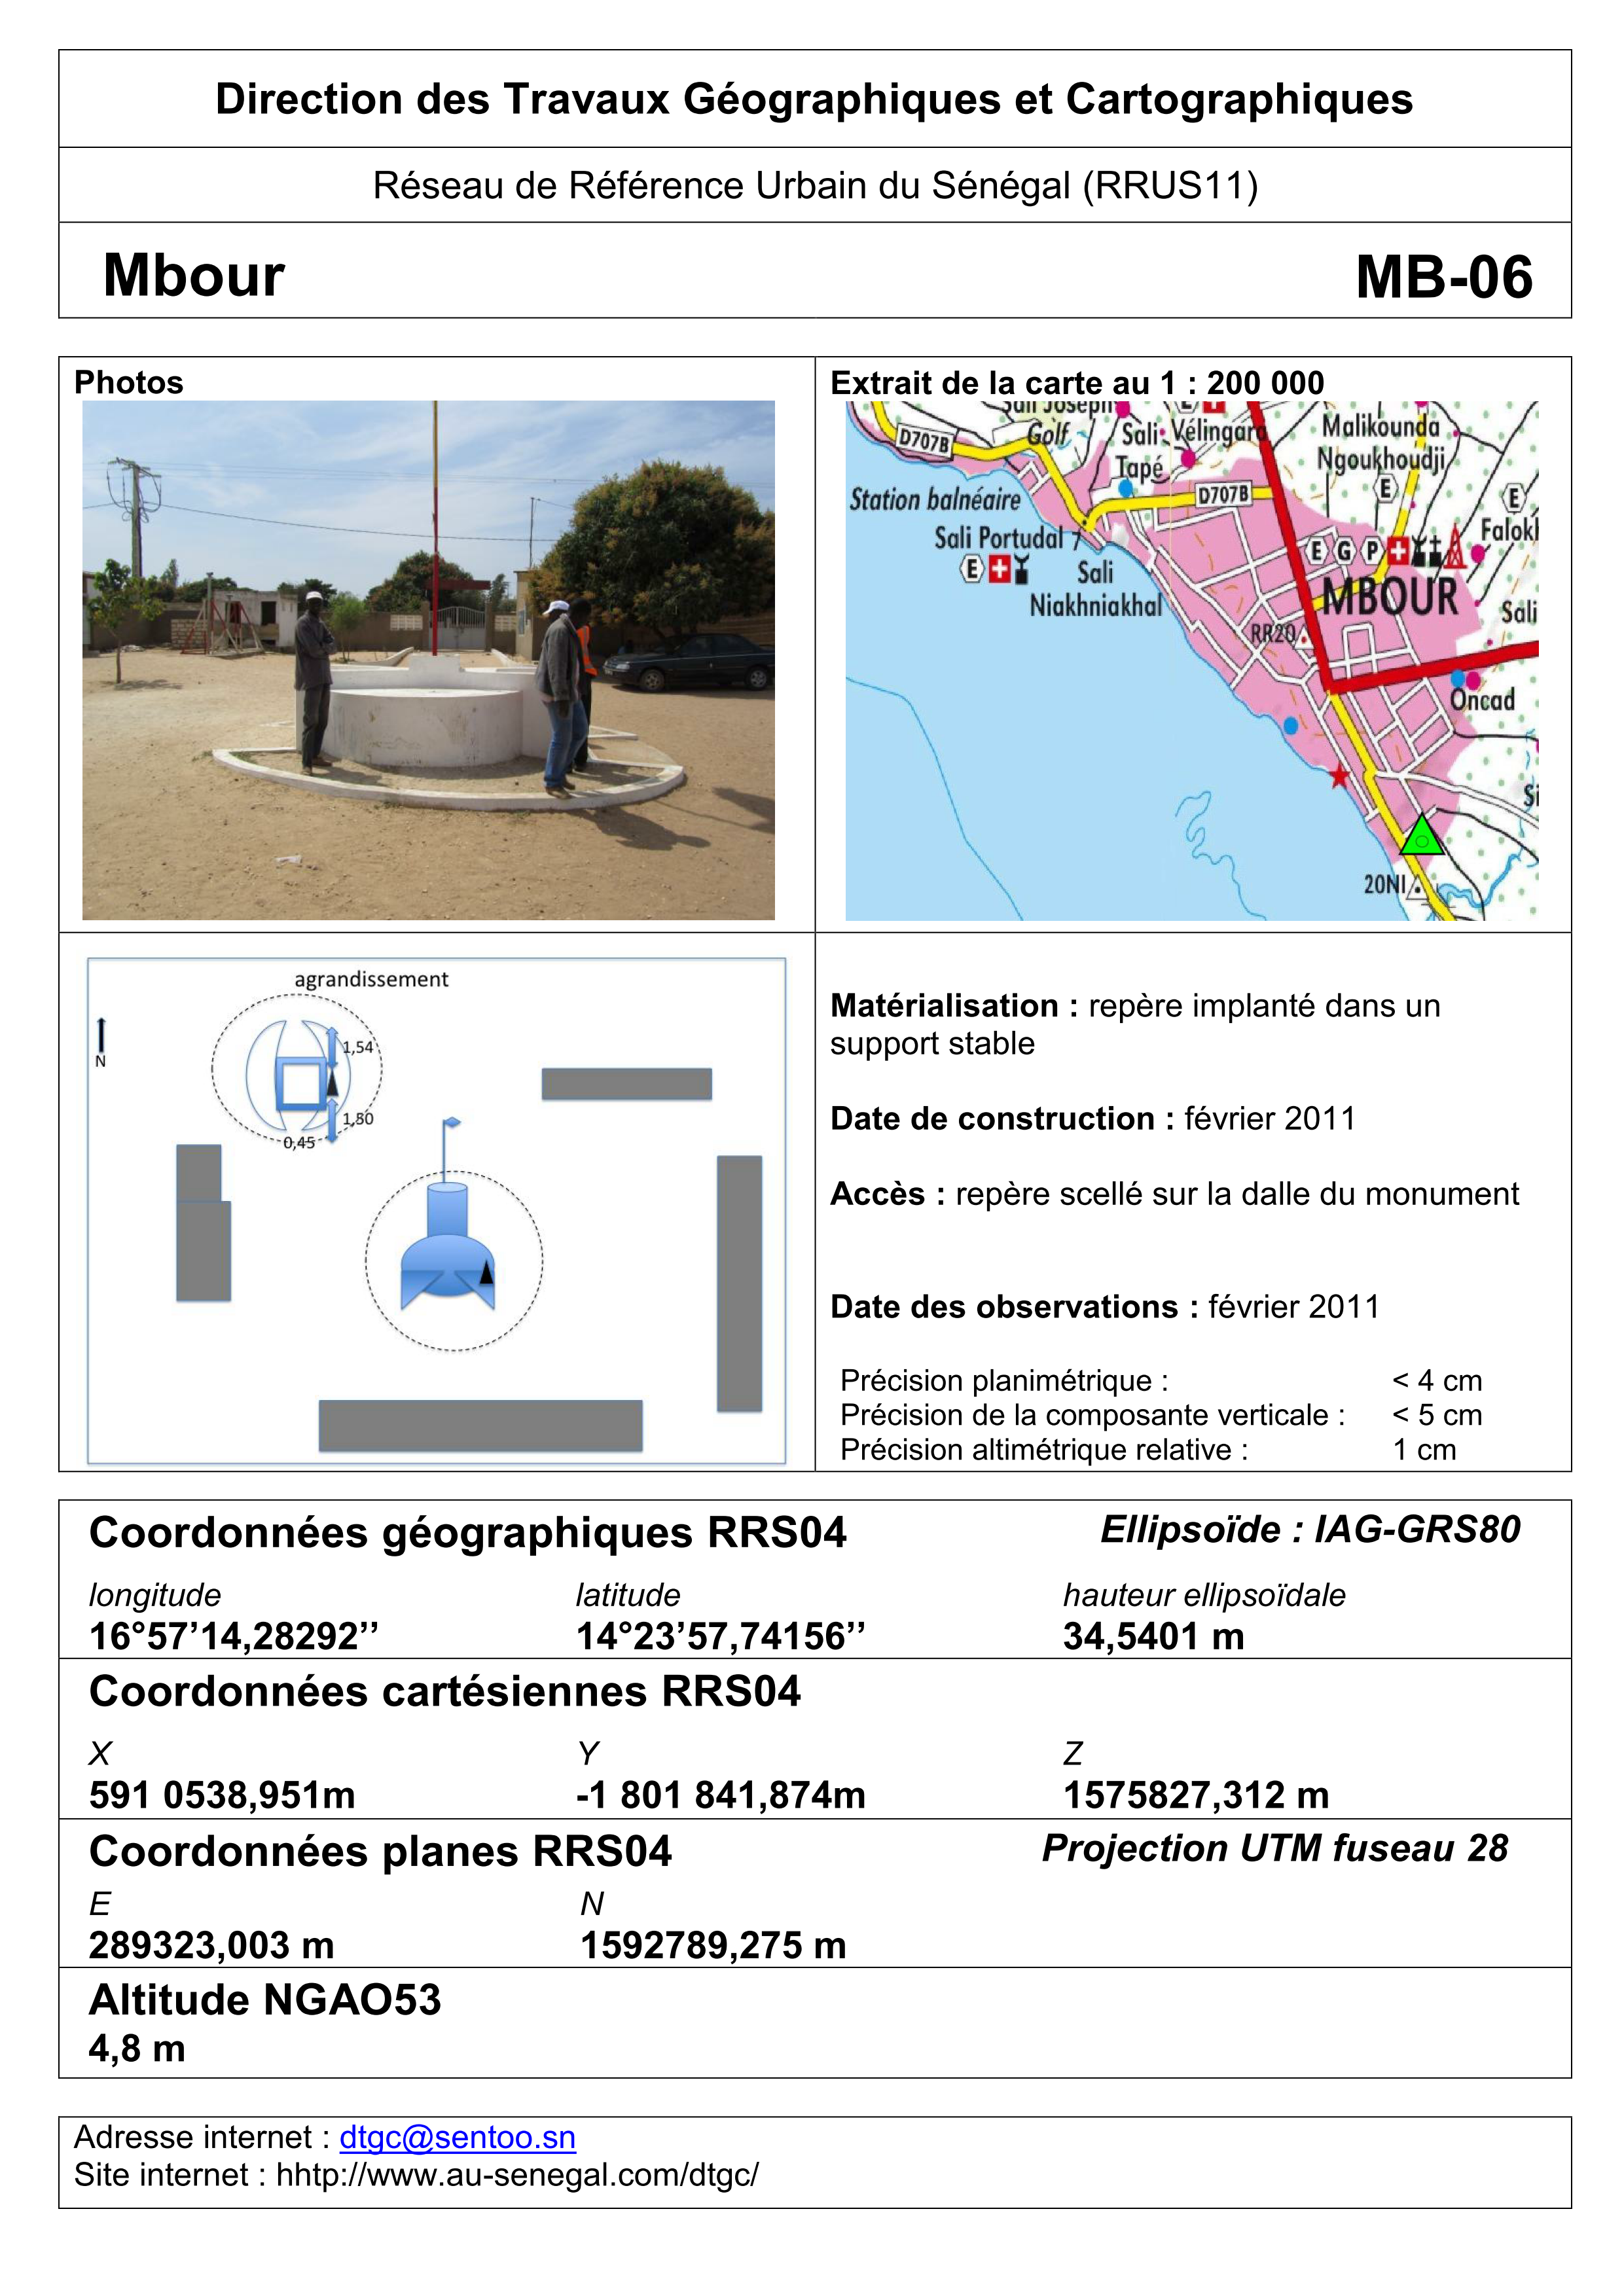 Direction des Travaux Géographiques et Cartographiques
Réseau de Référence Urbain du Sénégal (RRUS11)
Mbour MB-06
Photos
Extrait de la carte au 1 : 200 000
D707B
Golf
Sali Vélingara
Tapé
Malikounda
Ngoukhoudji
E
E
Station balnéaire
D707B
Sali Portudal
E
Sali
Niakhniakhal
E G P
MBOUR
RR20
Sali
Oncad
20NI
agrandissement
N
1,54
1,80
0,45
Matérialisation : repère implanté dans un
support stable
Date de construction : février 2011
Accès : repère scellé sur la dalle du monument
Date des observations : février 2011
Précision planimétrique : < 4 cm
Précision de la composante verticale : < 5 cm
Précision altimétrique relative : 1 cm
Coordonnées géographiques RRS04 Ellipsoïde : IAG-GRS80
longitude latitude hauteur ellipsoïdale
16°57’14,28292’’ 14°23’57,74156’’ 34,5401 m
Coordonnées cartésiennes RRS04
X Y Z
591 0538,951m -1 801 841,874m 1575827,312 m
Coordonnées planes RRS04 Projection UTM fuseau 28
E N
289323,003 m 1592789,275 m
Altitude NGAO53
4,8 m
Adresse internet : dtgc@sentoo.sn
Site internet : hhtp://www.au-senegal.com/dtgc/